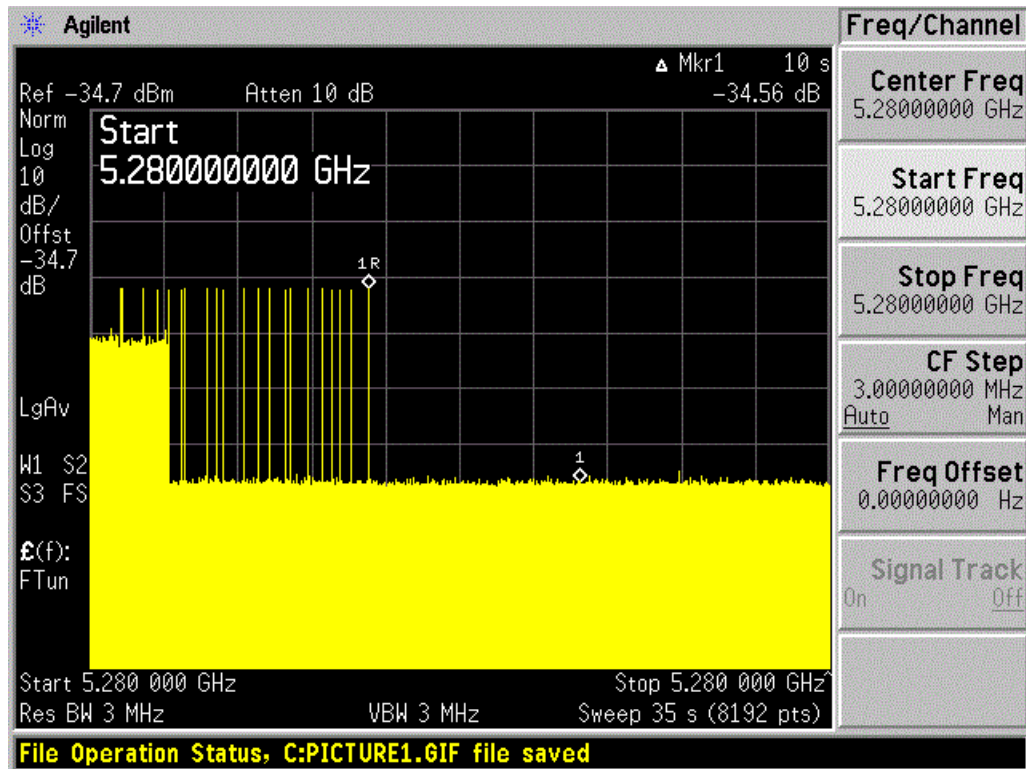 Agilent
Freq/Channel
Δ Mkr1 10 s
Ref -34.7 dBm Atten 10 dB -34.56 dB
Norm
Log
10
dB/
Offst
-34.7
dB
Start
5.280000000 GHz
1R
1
LgAv
W1 S2
S3 FS
£(f):
FTun
Start 5.280 000 GHz Stop 5.280 000 GHz^
Res BW 3 MHz VBW 3 MHz Sweep 35 s (8192 pts)
Center Freq
5.28000000 GHz
Start Freq
5.28000000 GHz
Stop Freq
5.28000000 GHz
CF Step
3.00000000 MHz
Auto Man
Freq Offset
0.00000000 Hz
Signal Track
On Off
File Operation Status, C:PICTURE1.GIF file saved